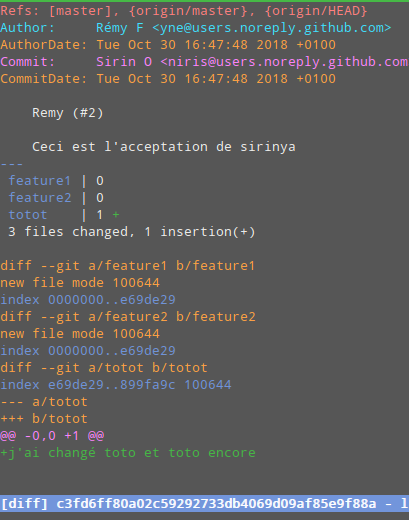 Refs: [master], {origin/master}, {origin/HEAD}
Author:     Rémy F <yne@users.noreply.github.com>
AuthorDate: Tue Oct 30 16:47:48 2018 +0100
Commit:     Sirin O <niris@users.noreply.github.com
CommitDate: Tue Oct 30 16:47:48 2018 +0100
Remy (#2)
Ceci est l'acceptation de sirinya
---
feature1 | 0
feature2 | 0
totot    | 1 +
3 files changed, 1 insertion(+)
diff --git a/feature1 b/feature1
new file mode 100644
index 0000000..e69de29
diff --git a/feature2 b/feature2
new file mode 100644
index 0000000..e69de29
diff --git a/totot b/totot
index e69de29..899fa9c 100644
--- a/totot
+++ b/totot
@@ -0,0 +1 @@
+j'ai changé toto et toto encore
[diff] c3fd6ff80a02c59292733db4069d09af85e9f88a - l